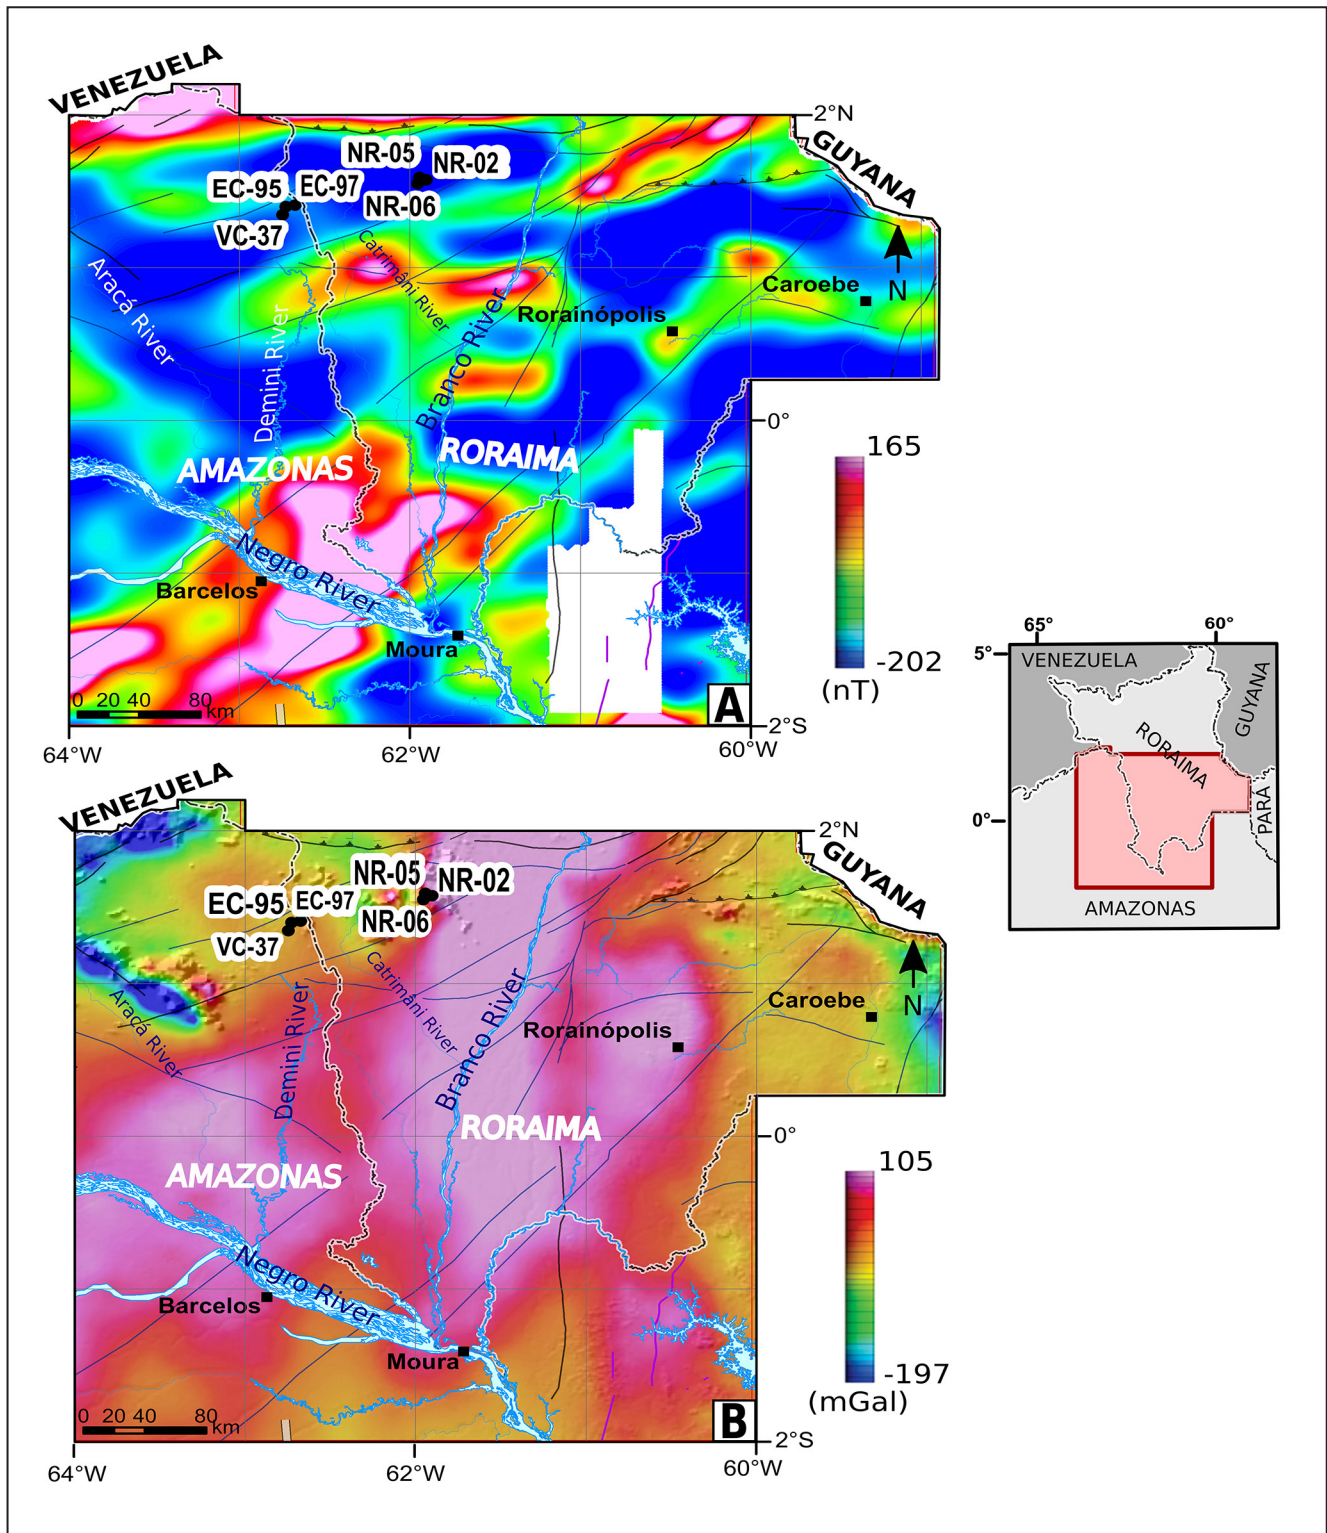 VENEZUELA
2°N
GUYANA
NR-05
NR-02
EC-95
EC-97
NR-06
VC-37
Catrimâni River
Aracá River
Caroebe
N
Rorainópolis
Demini River
Branco River
0°
AMAZONAS
RORAIMA
165
Negro River
Barcelos
Moura
-202
(nT)
0 20 40 80
km
A
2°S
64°W
62°W
60°W
65°
60°
5°
VENEZUELA
GUYANA
RORAIMA
PARÁ
0°
AMAZONAS
VENEZUELA
2°N
GUYANA
NR-05
NR-02
EC-95
EC-97
NR-06
VC-37
Catrimâni River
Aracá River
Caroebe
N
Rorainópolis
Demini River
Branco River
RORAIMA
0°
AMAZONAS
105
Negro River
Barcelos
Moura
-197
(mGal)
0 20 40 80
km
B
2°S
64°W
62°W
60°W